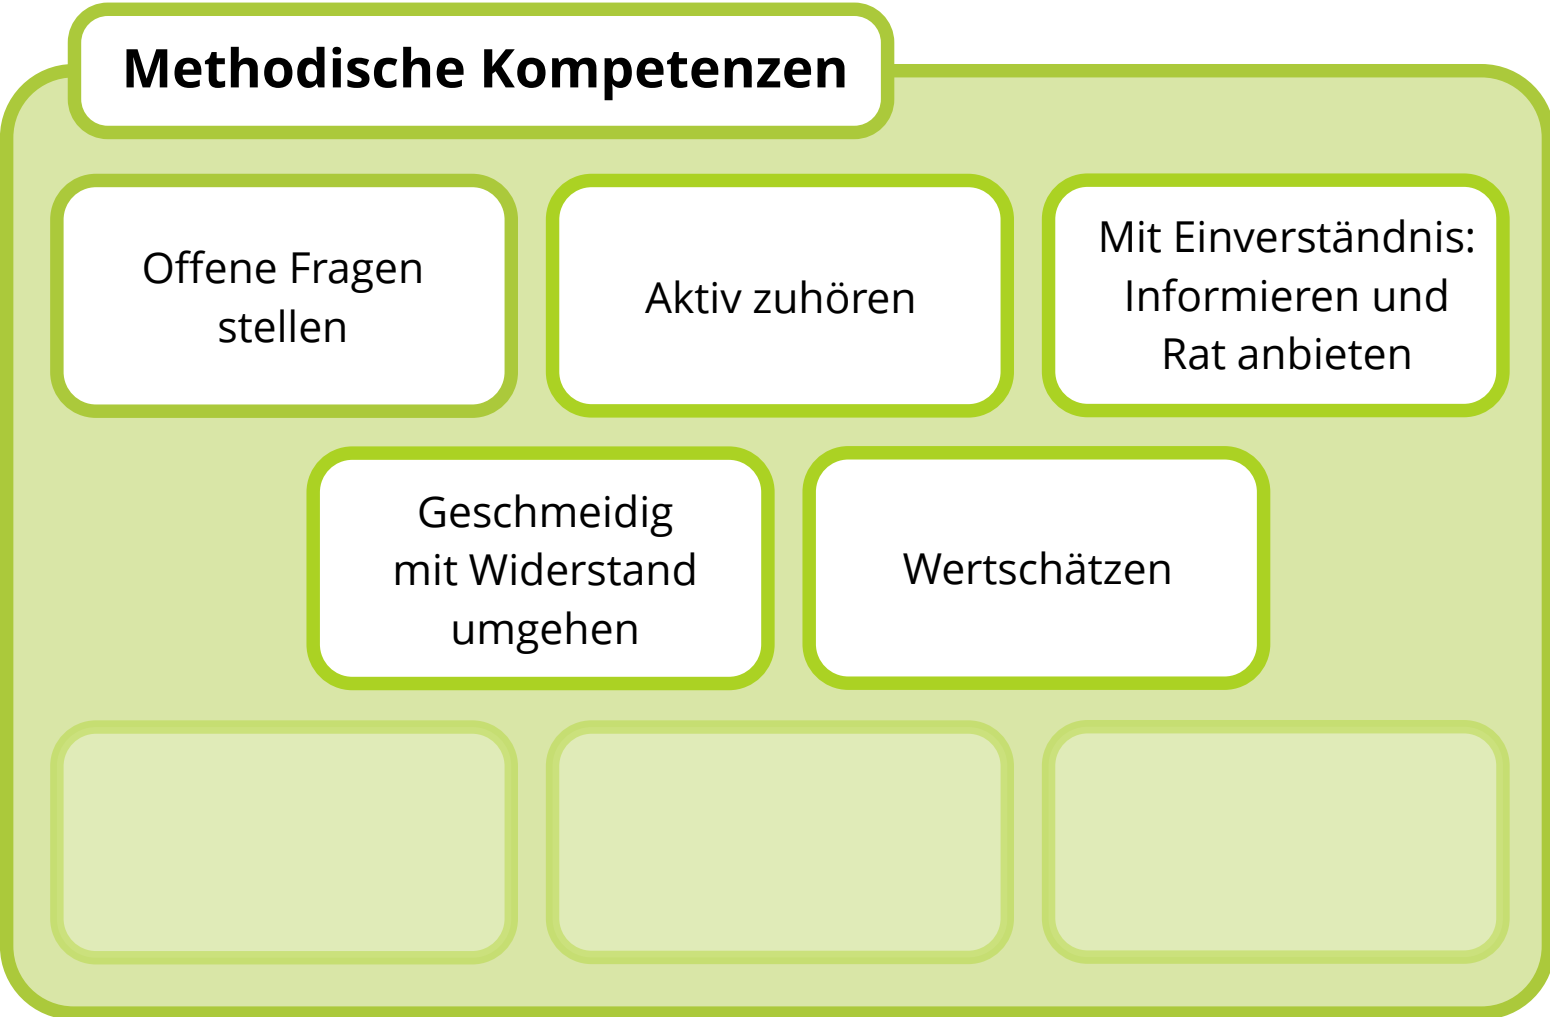 Methodische Kompetenzen
Offene Fragen
stellen
Aktiv zuhören
Mit Einverständnis:
Informieren und
Rat anbieten
Geschmeidig
mit Widerstand
umgehen
Wertschätzen